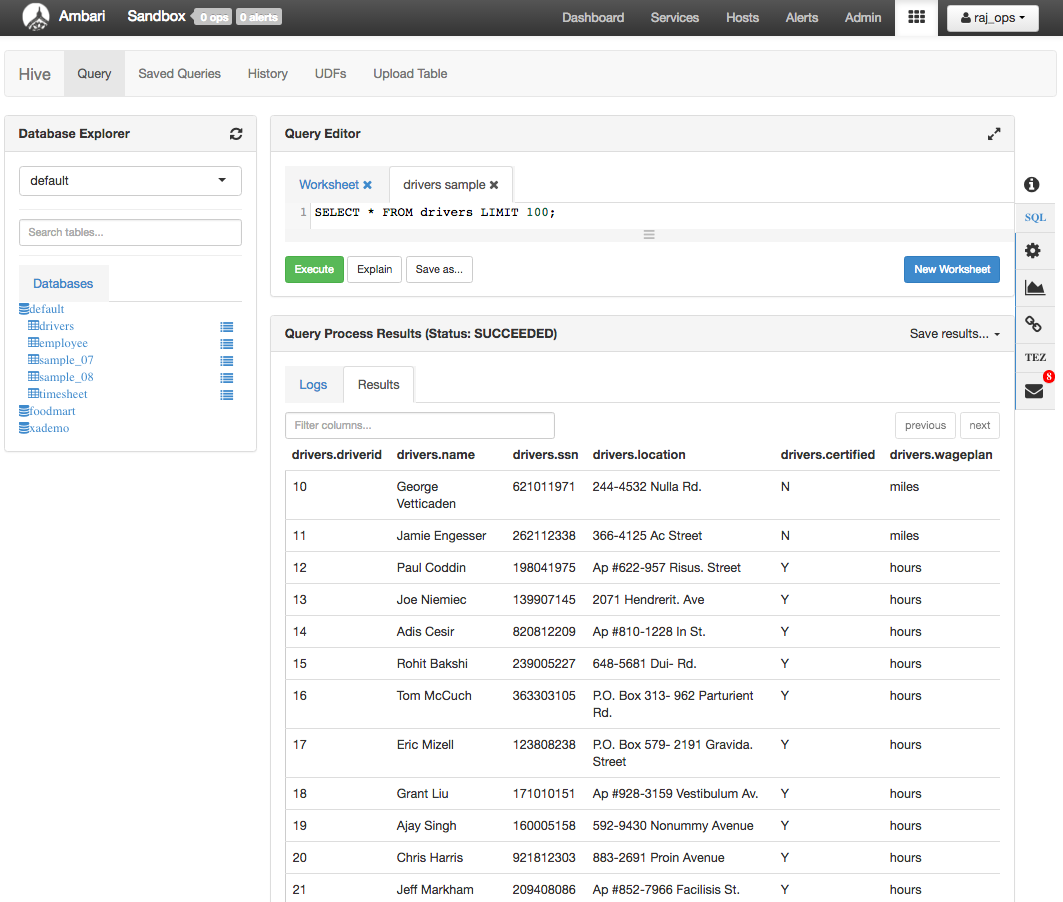 Ambari Sandbox 0 ops 0 alerts Dashboard Services Hosts Alerts Admin raj_ops
Hive Query Saved Queries History UDFs Upload Table
Database Explorer
default
Search tables...
Databases
default
drivers
employee
sample_07
sample_08
timesheet
foodmart
xademo
Query Editor
Worksheet drivers sample
1 SELECT * FROM drivers LIMIT 100;
Execute Explain Save as... New Worksheet
SQL
TEZ
8
Query Process Results (Status: SUCCEEDED) Save results...
Logs Results
Filter columns... previous next
drivers.driverid drivers.name drivers.ssn drivers.location drivers.certified drivers.wageplan
10 George Vetticaden 621011971 244-4532 Nulla Rd. N miles
11 Jamie Engesser 262112338 366-4125 Ac Street N miles
12 Paul Coddin 198041975 Ap #622-957 Risus. Street Y hours
13 Joe Niemiec 139907145 2071 Hendrerit. Ave Y hours
14 Adis Cesir 820812209 Ap #810-1228 In St. Y hours
15 Rohit Bakshi 239005227 648-5681 Dui- Rd. Y hours
16 Tom McCuch 363303105 P.O. Box 313- 962 Parturient Rd. Y hours
17 Eric Mizell 123808238 P.O. Box 579- 2191 Gravida. Street Y hours
18 Grant Liu 171010151 Ap #928-3159 Vestibulum Av. Y hours
19 Ajay Singh 160005158 592-9430 Nonummy Avenue Y hours
20 Chris Harris 921812303 883-2691 Proin Avenue Y hours
21 Jeff Markham 209408086 Ap #852-7966 Facilisis St. Y hours